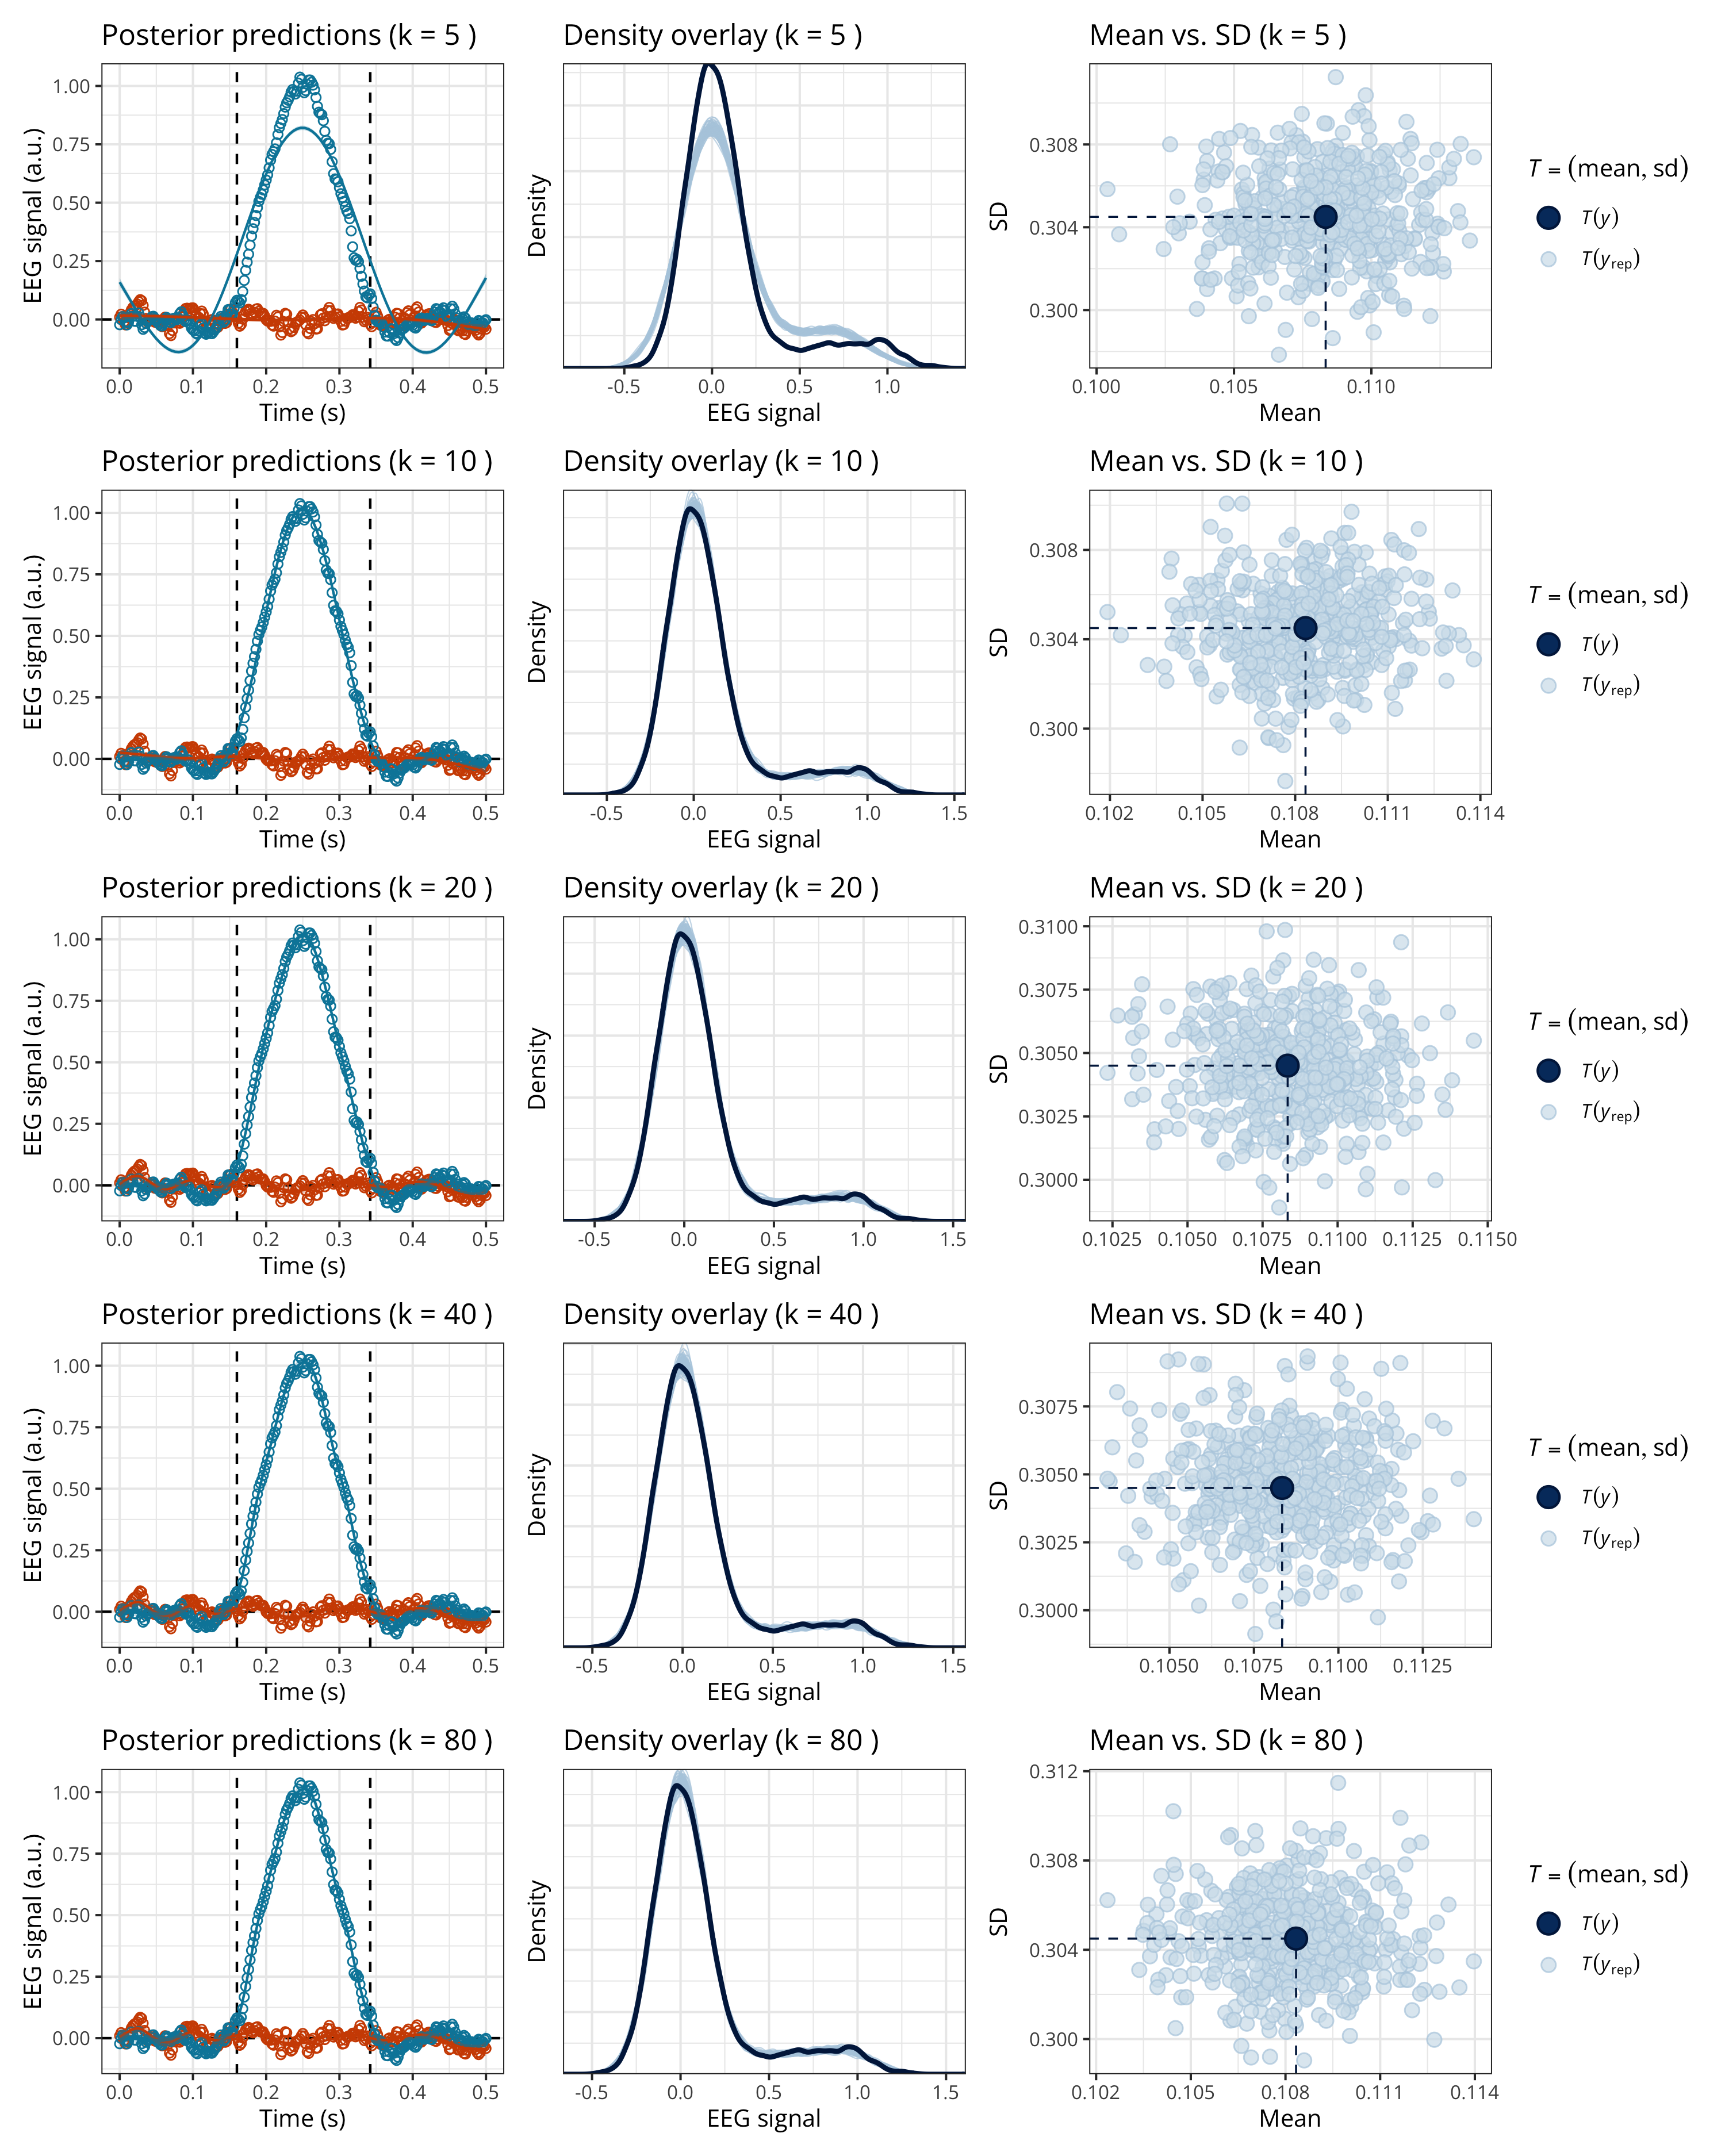 Posterior predictions (k = 5 )
EEG signal (a.u.)
1.00
0.75
0.50
0.25
0.00
0.0 0.1 0.2 0.3 0.4 0.5
Time (s)
Density overlay (k = 5 )
Density
-0.5 0.0 0.5 1.0
EEG signal
Mean vs. SD (k = 5 )
SD
0.308
0.304
0.300
0.100 0.105 0.110
Mean
T = (mean, sd)
T(y)
T(yrep)
Posterior predictions (k = 10 )
EEG signal (a.u.)
1.00
0.75
0.50
0.25
0.00
0.0 0.1 0.2 0.3 0.4 0.5
Time (s)
Density overlay (k = 10 )
Density
-0.5 0.0 0.5 1.0 1.5
EEG signal
Mean vs. SD (k = 10 )
SD
0.308
0.304
0.300
0.102 0.105 0.108 0.111 0.114
Mean
T = (mean, sd)
T(y)
T(yrep)
Posterior predictions (k = 20 )
EEG signal (a.u.)
1.00
0.75
0.50
0.25
0.00
0.0 0.1 0.2 0.3 0.4 0.5
Time (s)
Density overlay (k = 20 )
Density
-0.5 0.0 0.5 1.0 1.5
EEG signal
Mean vs. SD (k = 20 )
SD
0.3100
0.3075
0.3050
0.3025
0.3000
0.1025 0.1050 0.1075 0.1100 0.1125 0.1150
Mean
T = (mean, sd)
T(y)
T(yrep)
Posterior predictions (k = 40 )
EEG signal (a.u.)
1.00
0.75
0.50
0.25
0.00
0.0 0.1 0.2 0.3 0.4 0.5
Time (s)
Density overlay (k = 40 )
Density
-0.5 0.0 0.5 1.0 1.5
EEG signal
Mean vs. SD (k = 40 )
SD
0.3075
0.3050
0.3025
0.3000
0.1050 0.1075 0.1100 0.1125
Mean
T = (mean, sd)
T(y)
T(yrep)
Posterior predictions (k = 80 )
EEG signal (a.u.)
1.00
0.75
0.50
0.25
0.00
0.0 0.1 0.2 0.3 0.4 0.5
Time (s)
Density overlay (k = 80 )
Density
-0.5 0.0 0.5 1.0 1.5
EEG signal
Mean vs. SD (k = 80 )
SD
0.312
0.308
0.304
0.300
0.102 0.105 0.108 0.111 0.114
Mean
T = (mean, sd)
T(y)
T(yrep)